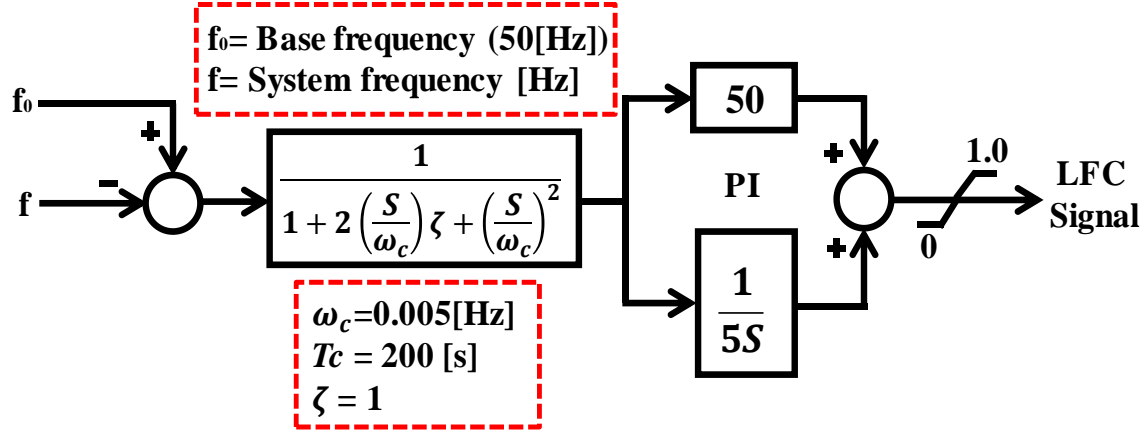 f₀= Base frequency (50[Hz])
f= System frequency [Hz]
f₀
+
−
f
1
1 + 2 (S/ω_c) ζ + (S/ω_c)²
ω_c=0.005[Hz]
Tc = 200 [s]
ζ = 1
50
PI
1
5S
+
+
1.0
0
LFC
Signal